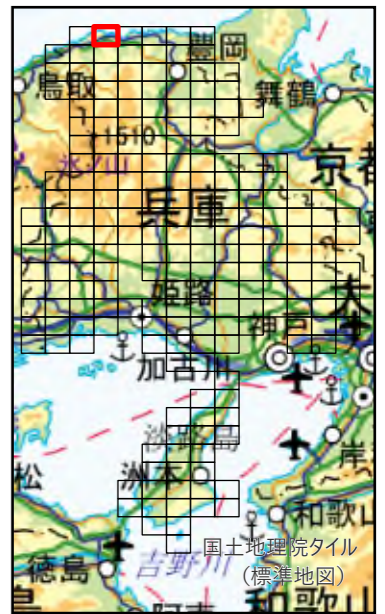 豊岡
鳥取
舞鶴
1510
氷ノ山
京都
兵庫
姫路
大
神戸
加古川
淡路島
岸
松
洲本
和歌山
国土地理院タイル
(標準地図)
徳島
吉野川
和歌山